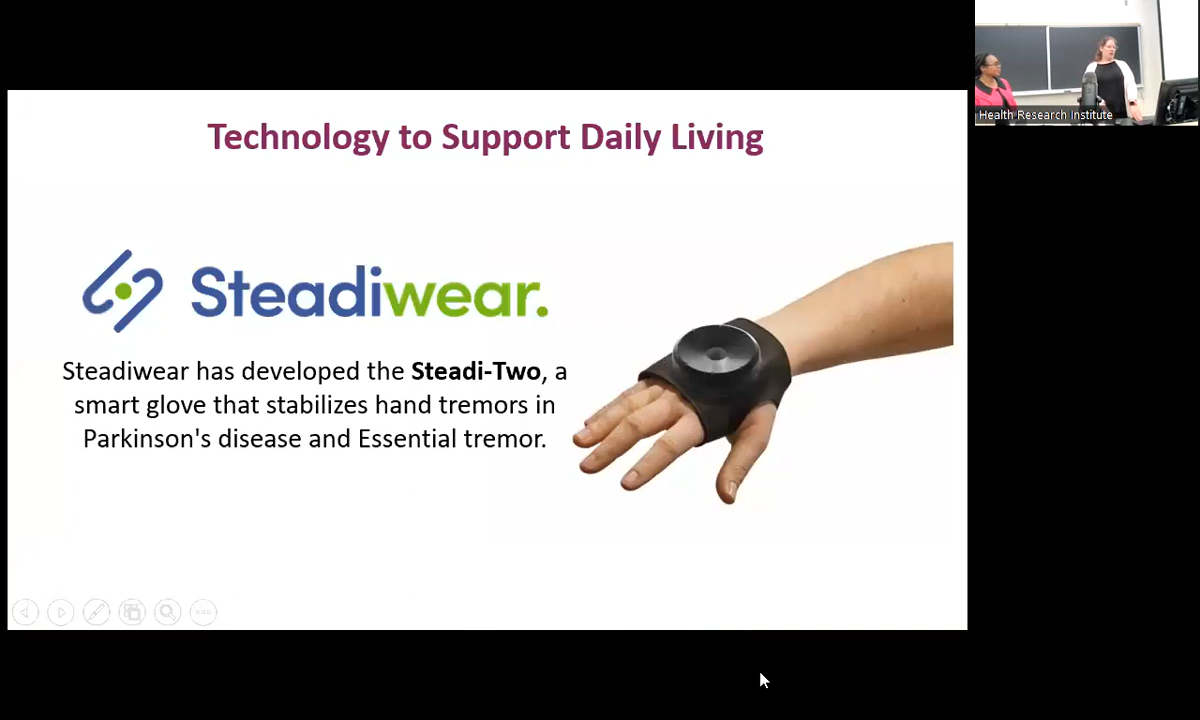 Technology to Support Daily Living
Steadiwear.
Steadiwear has developed the Steadi-Two, a
smart glove that stabilizes hand tremors in
Parkinson's disease and Essential tremor.
Health Research Institute